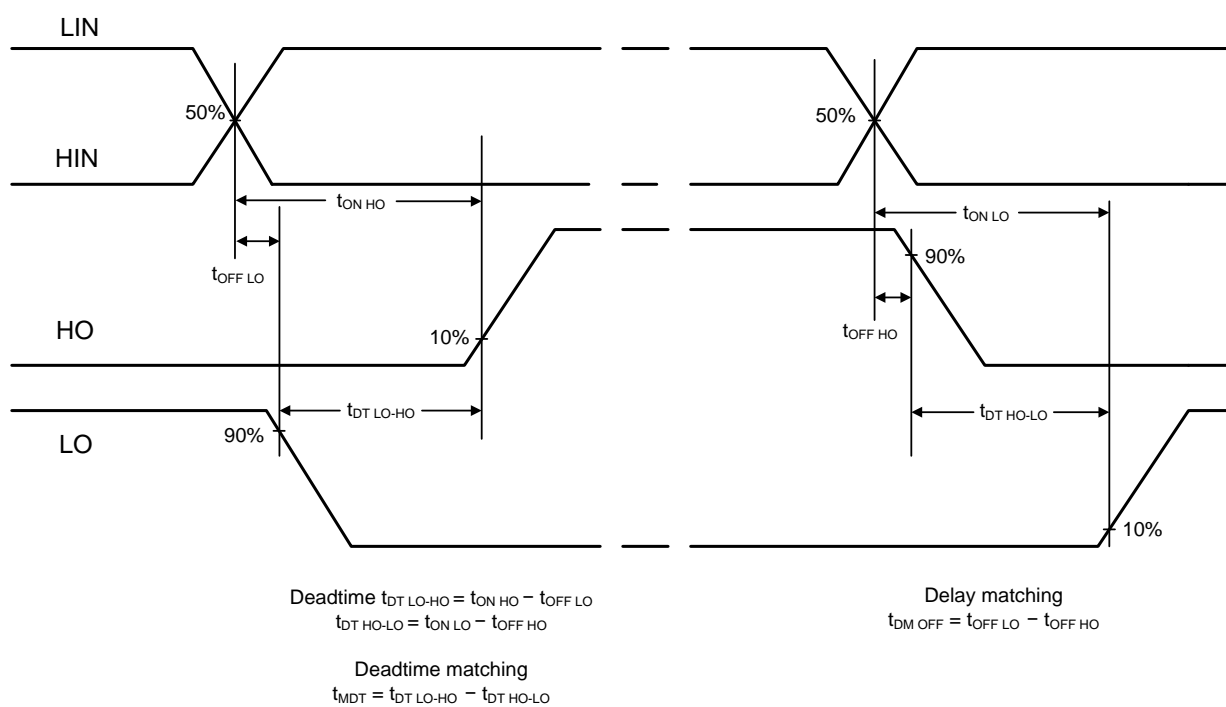 LIN
50%
50%
HIN
tON HO
tON LO
tOFF LO
90%
HO
10%
tOFF HO
tDT LO-HO
tDT HO-LO
LO
90%
10%
Deadtime tDT LO-HO = tON HO − tOFF LO
tDT HO-LO = tON LO − tOFF HO
Delay matching
tDM OFF = tOFF LO − tOFF HO
Deadtime matching
tMDT = tDT LO-HO − tDT HO-LO